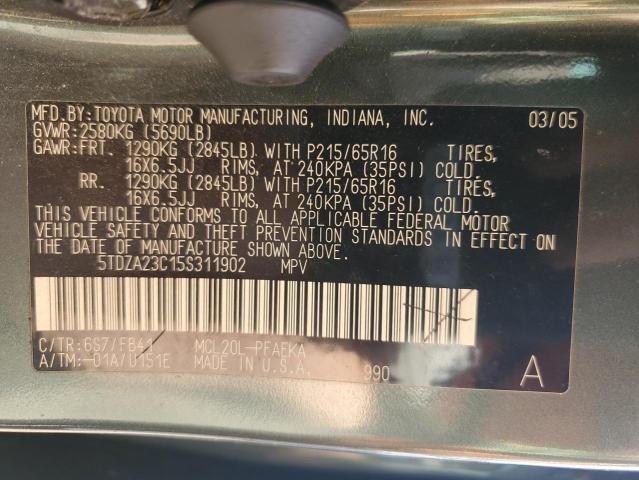 MFD.BY:TOYOTA MOTOR MANUFACTURING, INDIANA, INC. 03/05
GVWR:2580KG (5690LB)
GAWR:FRT. 1290KG (2845LB) WITH P215/65R16 TIRES,
16X6.5JJ RIMS, AT 240KPA (35PSI) COLD.
RR. 1290KG (2845LB) WITH P215/65R16 TIRES,
16X6.5JJ RIMS, AT 240KPA (35PSI) COLD.
THIS VEHICLE CONFORMS TO ALL APPLICABLE FEDERAL MOTOR
VEHICLE SAFETY AND THEFT PREVENTION STANDARDS IN EFFECT ON
THE DATE OF MANUFACTURE SHOWN ABOVE.
5TDZA23C15S311902 MPV
C/TR:6S7/FB41 MCL20L-PFAEKA
A/TM:-01A/U151E MADE IN U.S.A. 990 A